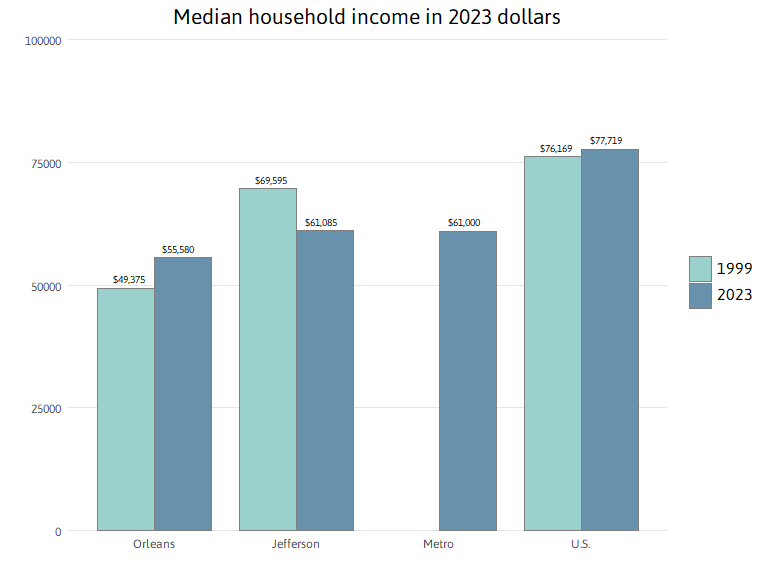 Median household income in 2023 dollars
100000
75000
50000
25000
0
$49,375
$55,580
$69,595
$61,085
$61,000
$76,169
$77,719
Orleans
Jefferson
Metro
U.S.
1999
2023